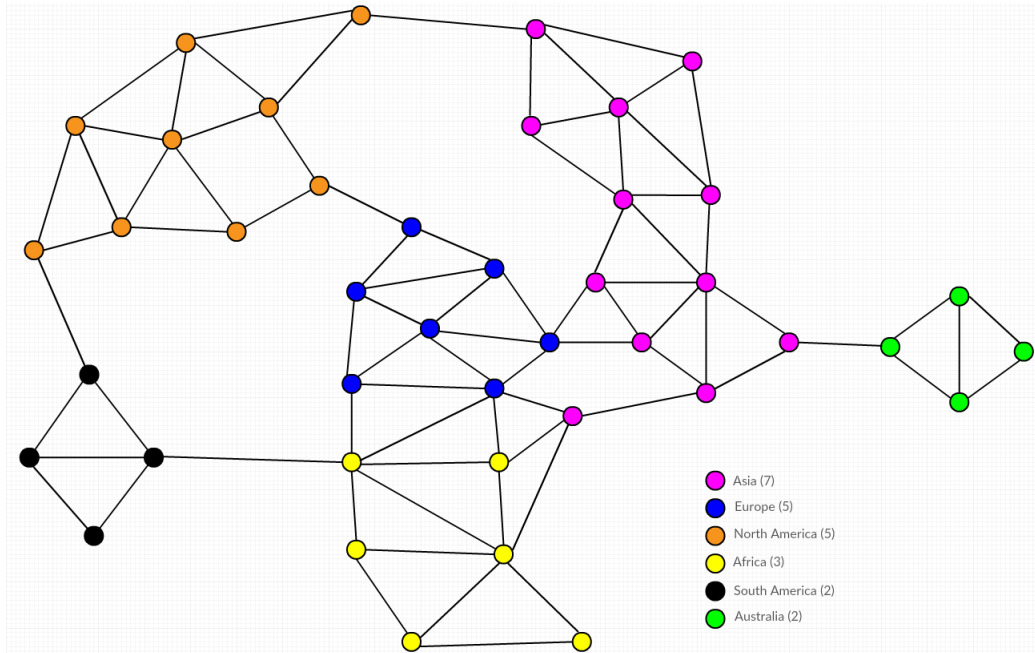 Asia (7)
Europe (5)
North America (5)
Africa (3)
South America (2)
Australia (2)